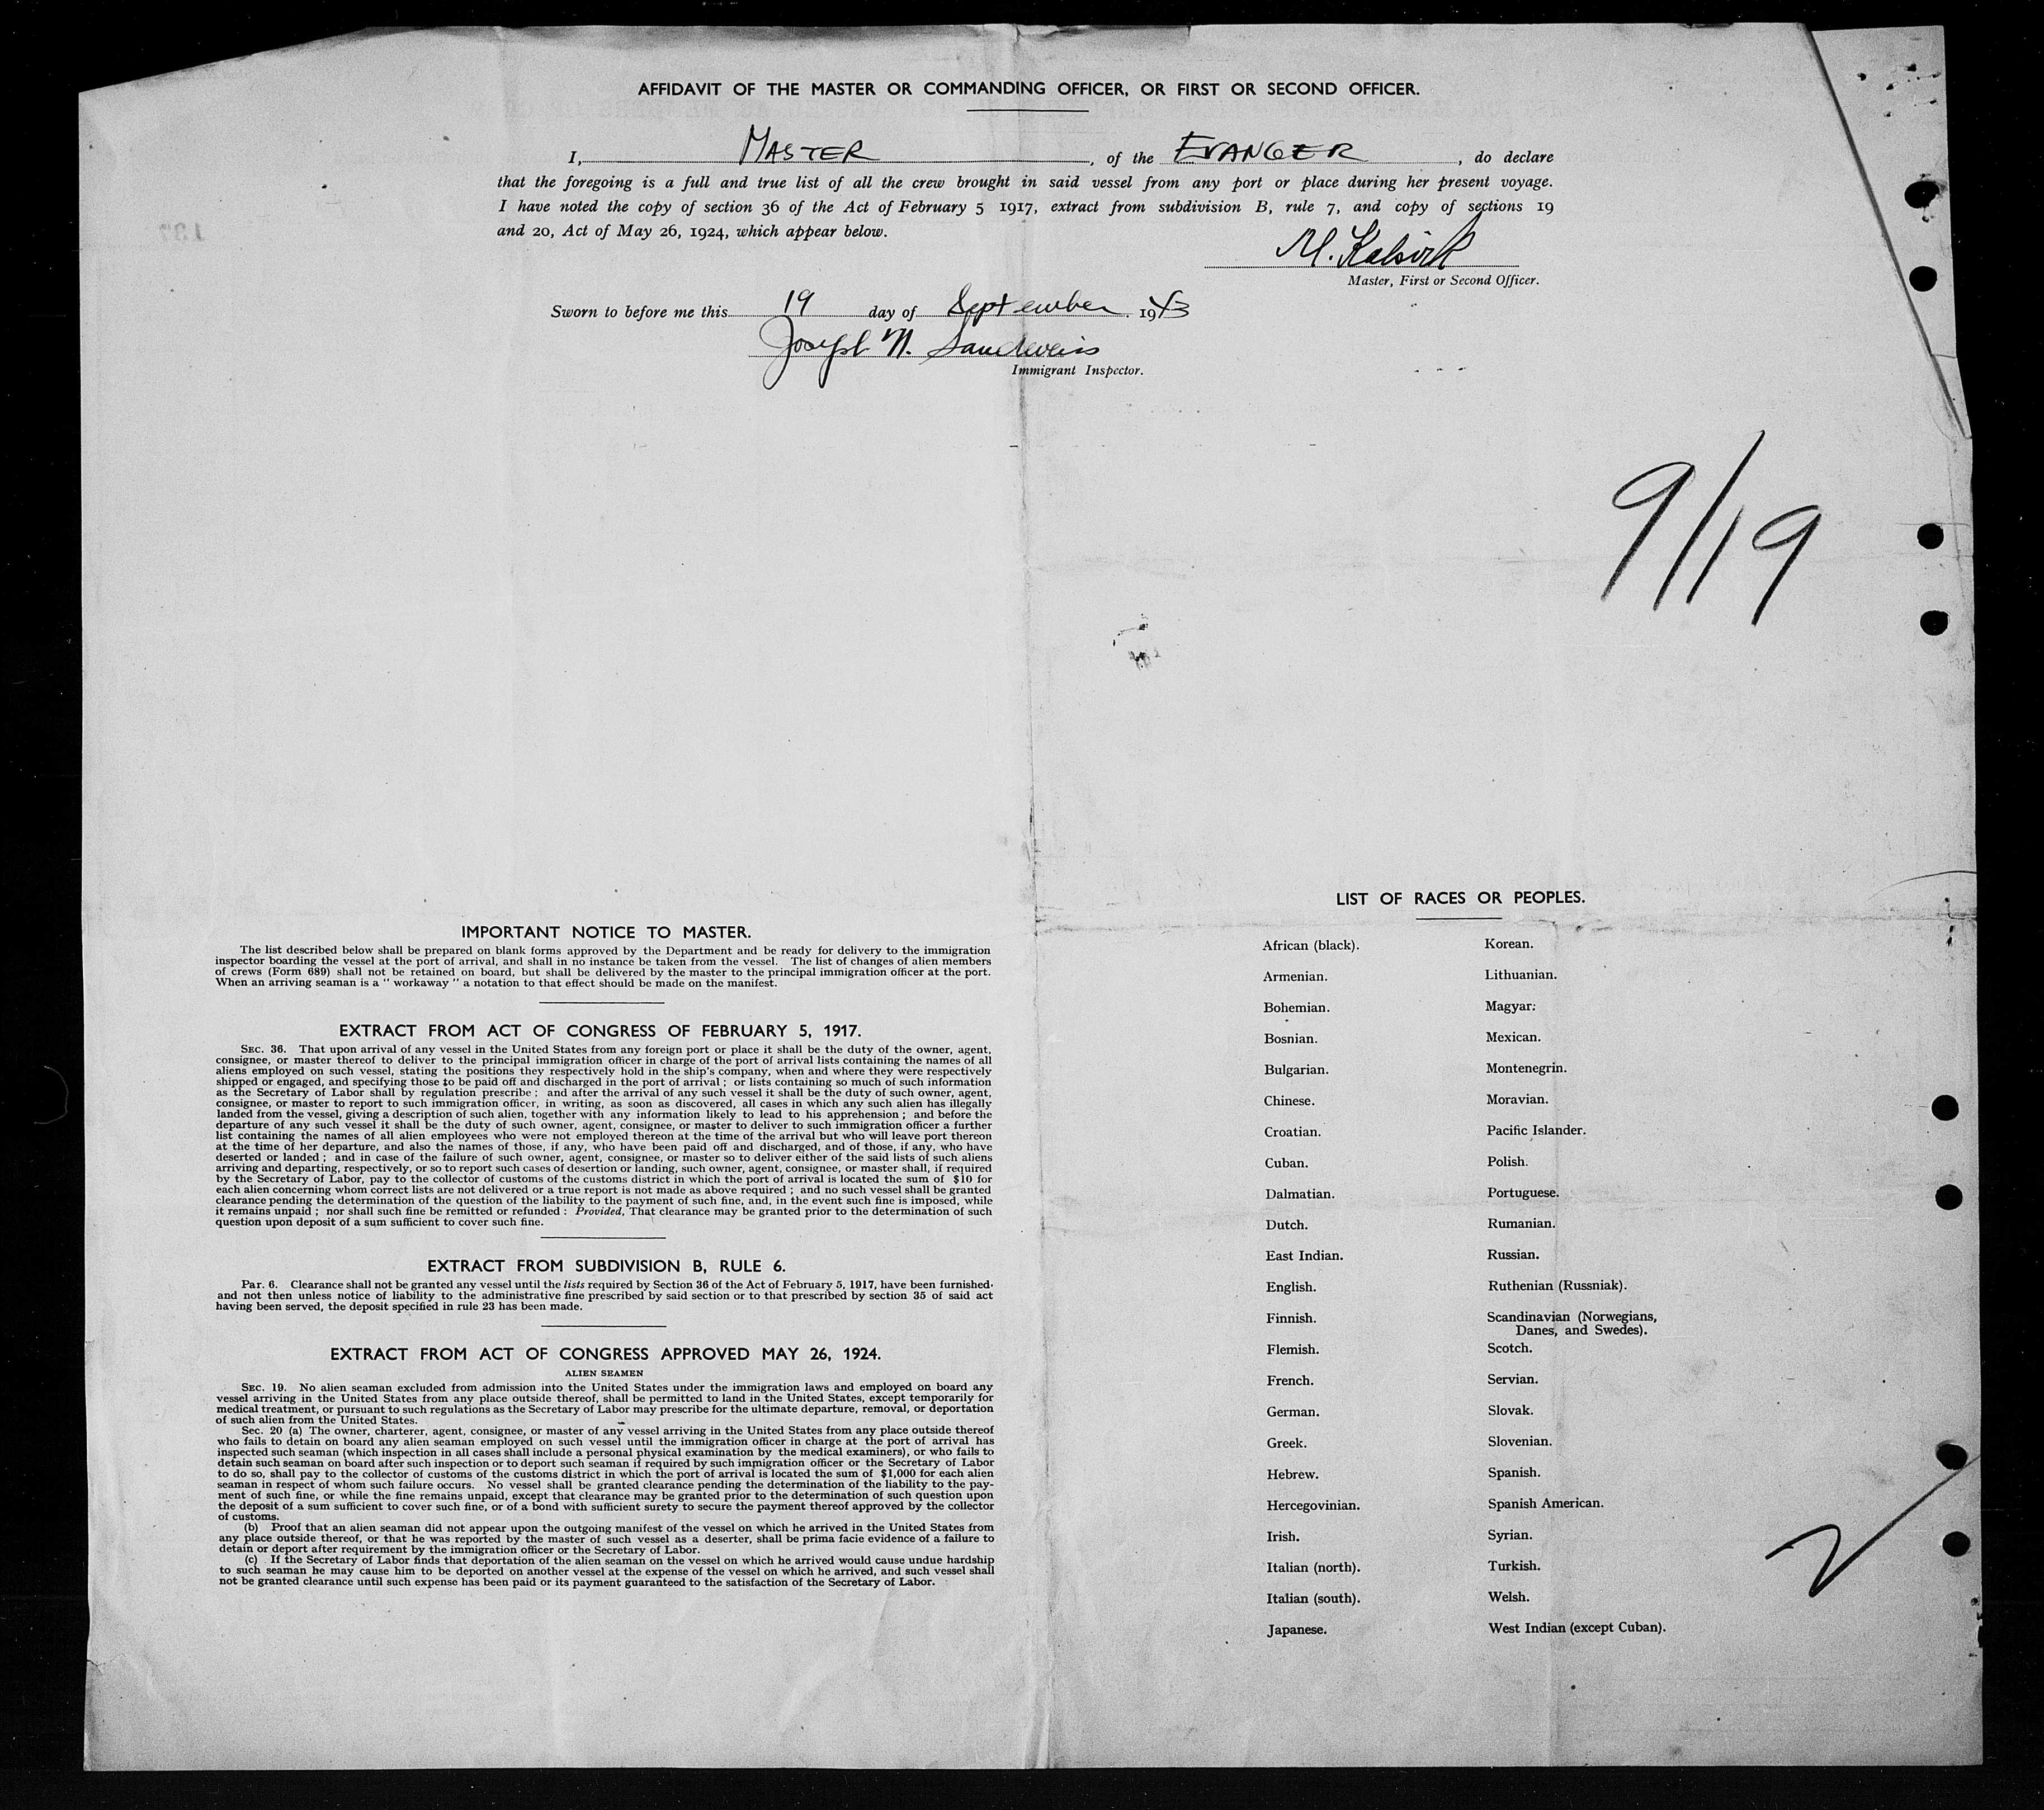 AFFIDAVIT OF THE MASTER OR COMMANDING OFFICER, OR FIRST OR SECOND OFFICER.
I, MASTER, of the EVANGER, do declare
that the foregoing is a full and true list of all the crew brought in said vessel from any port or place during her present voyage.
I have noted the copy of section 36 of the Act of February 5 1917, extract from subdivision B, rule 7, and copy of sections 19
and 20, Act of May 26, 1924, which appear below.
M.
Master, First or Second Officer.
Sworn to before me this 19 day of September. 1943
Joseph N. Sandweiss
Immigrant Inspector.
9/19
IMPORTANT NOTICE TO MASTER.
The list described below shall be prepared on blank forms approved by the Department and be ready for delivery to the immigration
inspector boarding the vessel at the port of arrival, and shall in no instance be taken from the vessel. The list of changes of alien members
of crews (Form 689) shall not be retained on board, but shall be delivered by the master to the principal immigration officer at the port.
When an arriving seaman is a " workaway " a notation to that effect should be made on the manifest.
EXTRACT FROM ACT OF CONGRESS OF FEBRUARY 5, 1917.
SEC. 36. That upon arrival of any vessel in the United States from any foreign port or place it shall be the duty of the owner, agent,
consignee, or master thereof to deliver to the principal immigration officer in charge of the port of arrival lists containing the names of all
aliens employed on such vessel, stating the positions they respectively hold in the ship's company, when and where they were respectively
shipped or engaged, and specifying those to be paid off and discharged in the port of arrival ; or lists containing so much of such information
as the Secretary of Labor shall by regulation prescribe ; and after the arrival of any such vessel it shall be the duty of such owner, agent,
consignee, or master to report to such immigration officer, in writing, as soon as discovered, all cases in which any such alien has illegally
landed from the vessel, giving a description of such alien, together with any information likely to lead to his apprehension ; and before the
departure of any such vessel it shall be the duty of such owner, agent, consignee, or master to deliver to such immigration officer a further
list containing the names of all alien employees who were not employed thereon at the time of the arrival but who will leave port thereon
at the time of her departure, and also the names of those, if any, who have been paid off and discharged, and of those, if any, who have
deserted or landed ; and in case of the failure of such owner, agent, consignee, or master so to deliver either of the said lists of such aliens
arriving and departing, respectively, or so to report such cases of desertion or landing, such owner, agent, consignee, or master shall, if required
by the Secretary of Labor, pay to the collector of customs of the customs district in which the port of arrival is located the sum of $10 for
each alien concerning whom correct lists are not delivered or a true report is not made as above required ; and no such vessel shall be granted
clearance pending the determination of the question of the liability to the payment of such fine, and, in the event such fine is imposed, while
it remains unpaid ; nor shall such fine be remitted or refunded : Provided, That clearance may be granted prior to the determination of such
question upon deposit of a sum sufficient to cover such fine.
EXTRACT FROM SUBDIVISION B, RULE 6.
Par. 6. Clearance shall not be granted any vessel until the lists required by Section 36 of the Act of February 5, 1917, have been furnished,
and not then unless notice of liability to the administrative fine prescribed by said section or to that prescribed by section 35 of said act
having been served, the deposit specified in rule 23 has been made.
EXTRACT FROM ACT OF CONGRESS APPROVED MAY 26, 1924.
ALIEN SEAMEN
SEC. 19. No alien seaman excluded from admission into the United States under the immigration laws and employed on board any
vessel arriving in the United States from any place outside thereof, shall be permitted to land in the United States, except temporarily for
medical treatment, or pursuant to such regulations as the Secretary of Labor may prescribe for the ultimate departure, removal, or deportation
of such alien from the United States.
Sec. 20 (a) The owner, charterer, agent, consignee, or master of any vessel arriving in the United States from any place outside thereof
who fails to detain on board any alien seaman employed on such vessel until the immigration officer in charge at the port of arrival has
inspected such seaman (which inspection in all cases shall include a personal physical examination by the medical examiners), or who fails to
detain such seaman on board after such inspection or to deport such seaman if required by such immigration officer or the Secretary of Labor
to do so, shall pay to the collector of customs of the customs district in which the port of arrival is located the sum of $1,000 for each alien
seaman in respect of whom such failure occurs. No vessel shall be granted clearance pending the determination of the liability to the pay-
ment of such fine, or while the fine remains unpaid, except that clearance may be granted prior to the determination of such question upon
the deposit of a sum sufficient to cover such fine, or of a bond with sufficient surety to secure the payment thereof approved by the collector
of customs.
(b) Proof that an alien seaman did not appear upon the outgoing manifest of the vessel on which he arrived in the United States from
any place outside thereof, or that he was reported by the master of such vessel as a deserter, shall be prima facie evidence of a failure to
detain or deport after requirement by the immigration officer or the Secretary of Labor.
(c) If the Secretary of Labor finds that deportation of the alien seaman on the vessel on which he arrived would cause undue hardship
to such seaman he may cause him to be deported on another vessel at the expense of the vessel on which he arrived, and such vessel shall
not be granted clearance until such expense has been paid or its payment guaranteed to the satisfaction of the Secretary of Labor.
LIST OF RACES OR PEOPLES.
African (black).
Armenian.
Bohemian.
Bosnian.
Bulgarian.
Chinese.
Croatian.
Cuban.
Dalmatian.
Dutch.
East Indian.
English.
Finnish.
Flemish.
French.
German.
Greek.
Hebrew.
Hercegovinian.
Irish.
Italian (north).
Italian (south).
Japanese.
Korean.
Lithuanian.
Magyar.
Mexican.
Montenegrin.
Moravian.
Pacific Islander.
Polish.
Portuguese.
Rumanian.
Russian.
Ruthenian (Russniak).
Scandinavian (Norwegians,
Danes, and Swedes).
Scotch.
Servian.
Slovak.
Slovenian.
Spanish.
Spanish American.
Syrian.
Turkish.
Welsh.
West Indian (except Cuban).